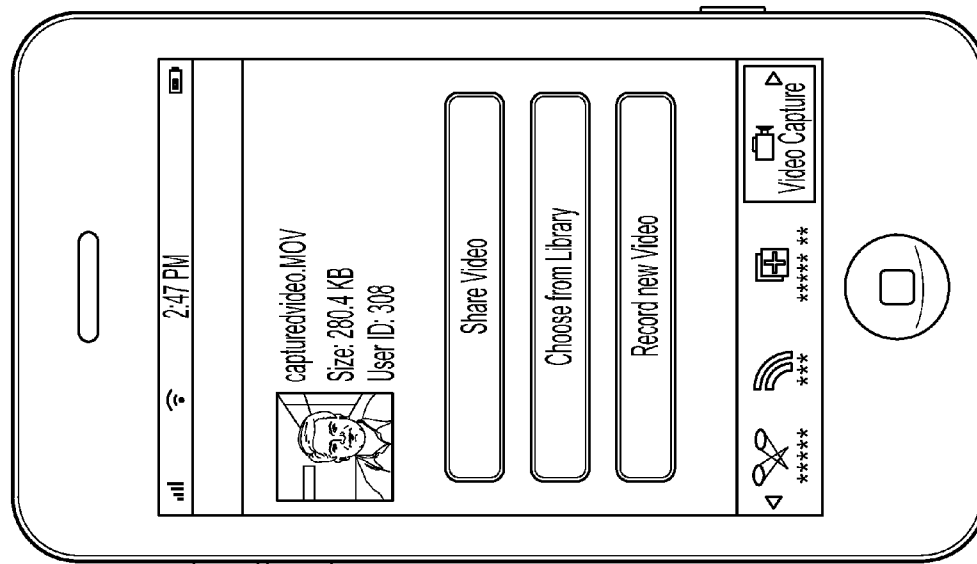 2:47 PM
capturedvideo.MOV
Size: 280.4 KB
User ID: 308
Share Video
Choose from Library
Record new Video
*****
***
***** **
Video Capture